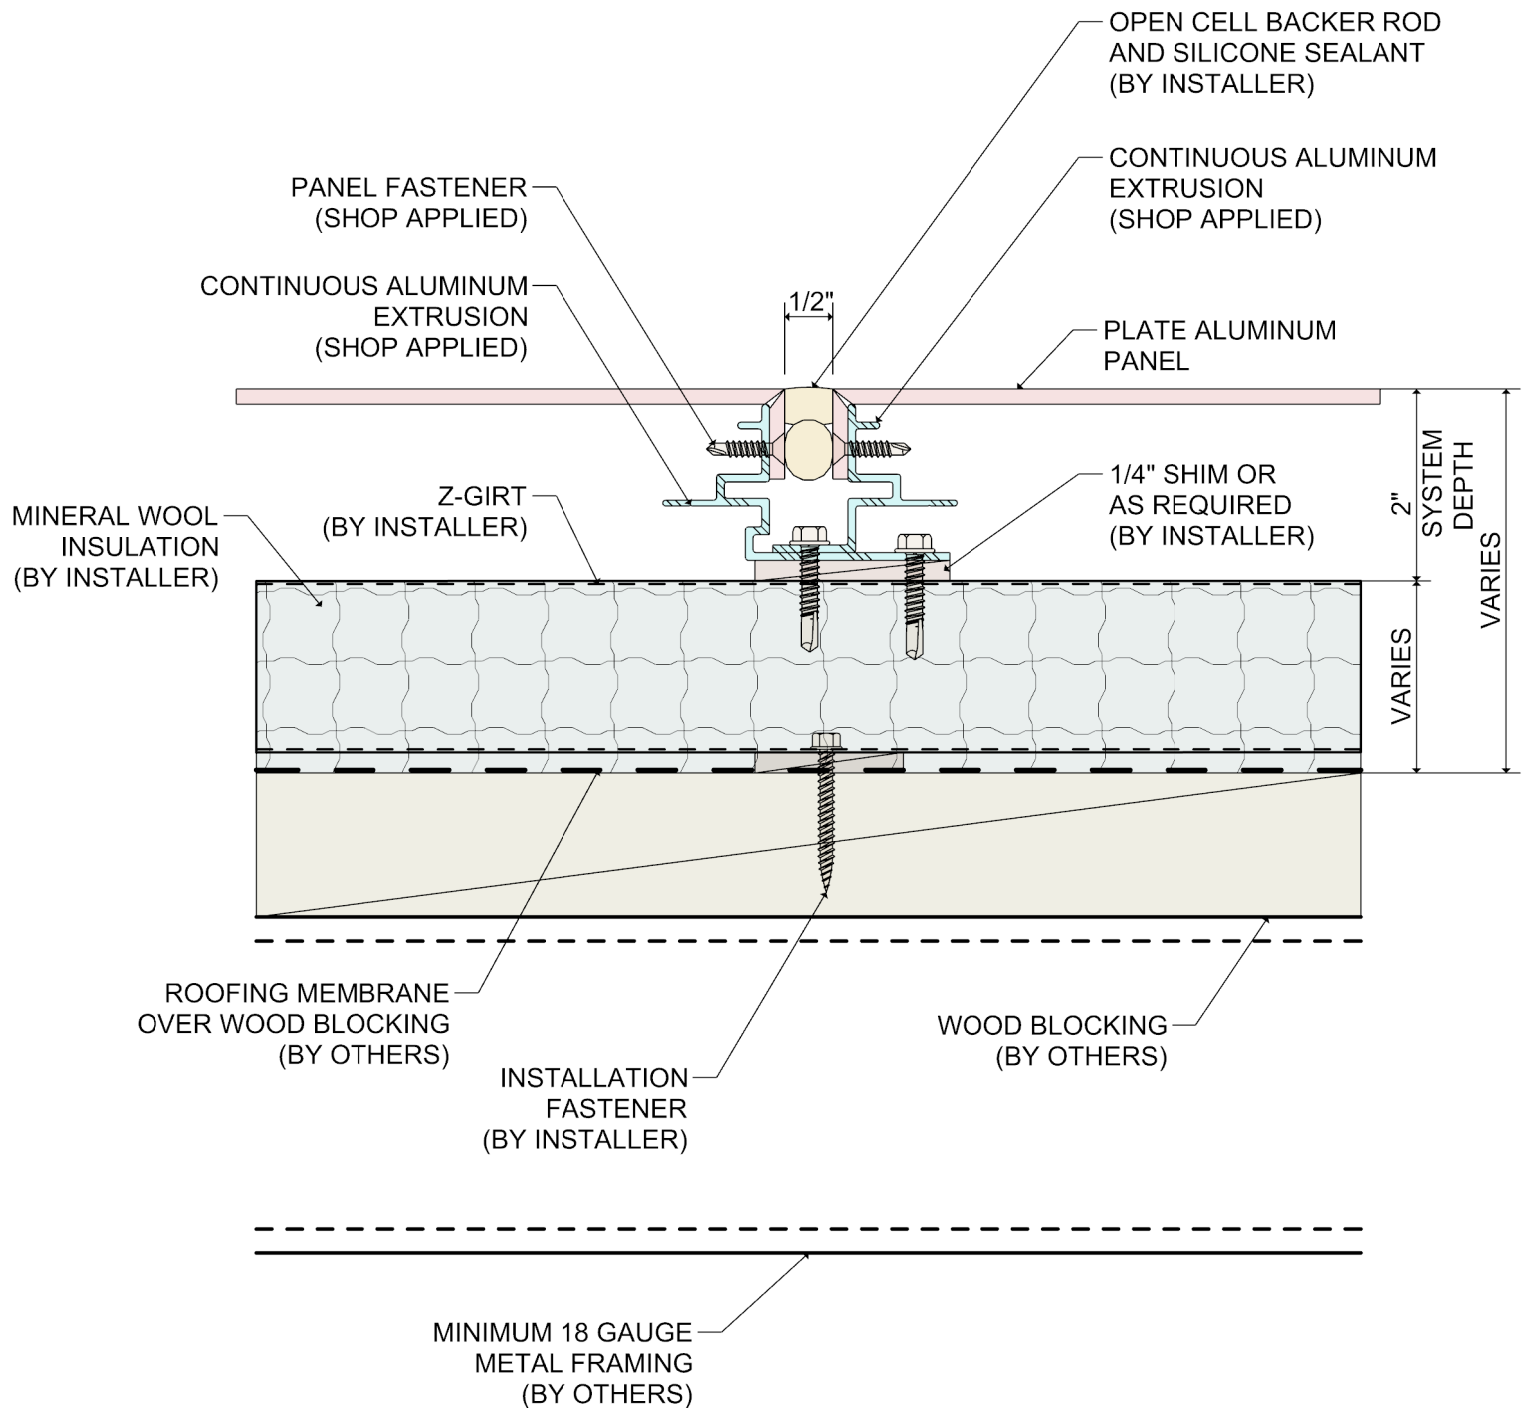 OPEN CELL BACKER ROD
AND SILICONE SEALANT
(BY INSTALLER)
CONTINUOUS ALUMINUM
EXTRUSION
(SHOP APPLIED)
PANEL FASTENER
(SHOP APPLIED)
CONTINUOUS ALUMINUM
EXTRUSION
(SHOP APPLIED)
1/2"
PLATE ALUMINUM
PANEL
Z-GIRT
(BY INSTALLER)
MINERAL WOOL
INSULATION
(BY INSTALLER)
1/4" SHIM OR
AS REQUIRED
(BY INSTALLER)
2"
SYSTEM
DEPTH
VARIES
VARIES
ROOFING MEMBRANE
OVER WOOD BLOCKING
(BY OTHERS)
WOOD BLOCKING
(BY OTHERS)
INSTALLATION
FASTENER
(BY INSTALLER)
MINIMUM 18 GAUGE
METAL FRAMING
(BY OTHERS)